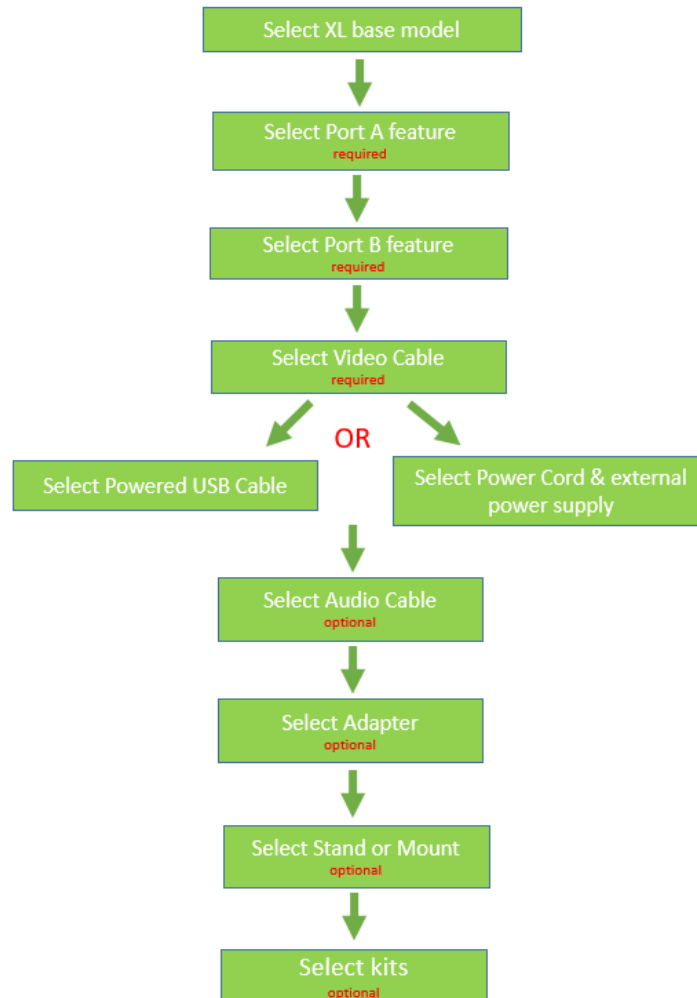 Select XL base model
Select Port A feature
required
Select Port B feature
required
Select Video Cable
required
OR
Select Powered USB Cable
Select Power Cord & external
power supply
Select Audio Cable
optional
Select Adapter
optional
Select Stand or Mount
optional
Select kits
optional